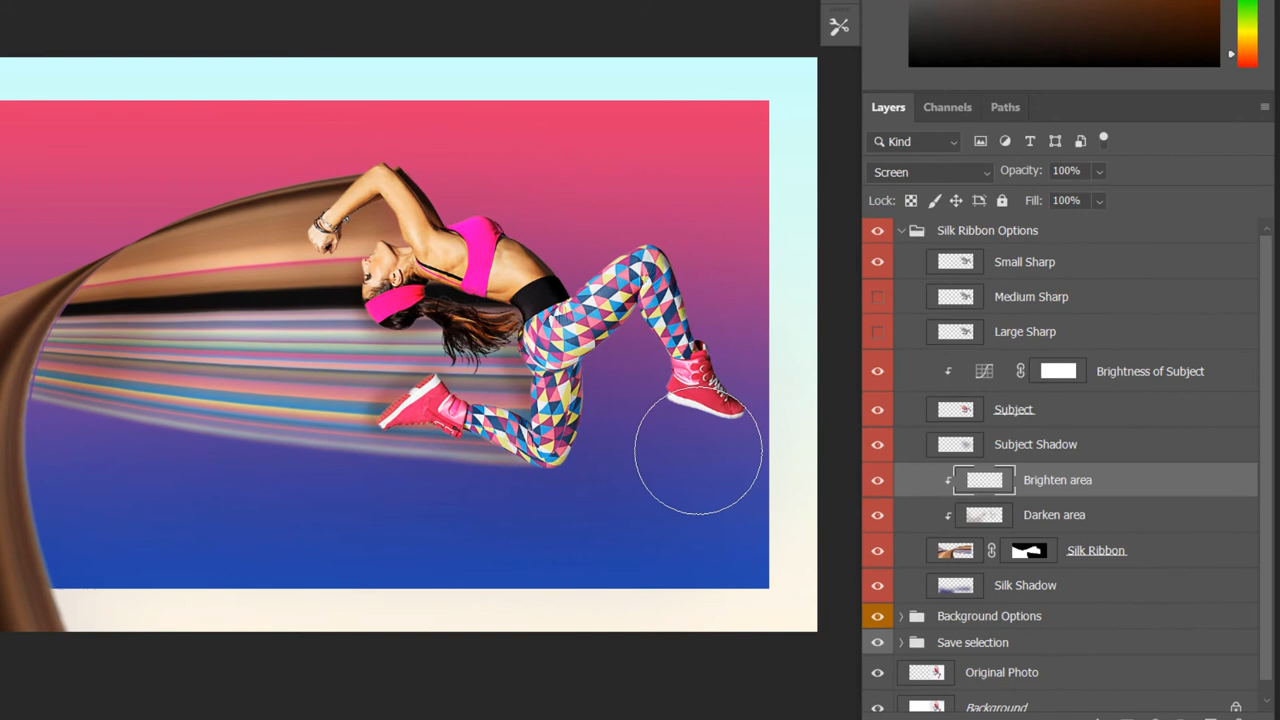 Layers
Channels
Paths
Kind
Screen
Opacity: 100%
Lock:
Fill: 100%
Silk Ribbon Options
Small Sharp
Medium Sharp
Large Sharp
Brightness of Subject
Subject
Subject Shadow
Brighten area
Darken area
Silk Ribbon
Silk Shadow
Background Options
Save selection
Original Photo
Background